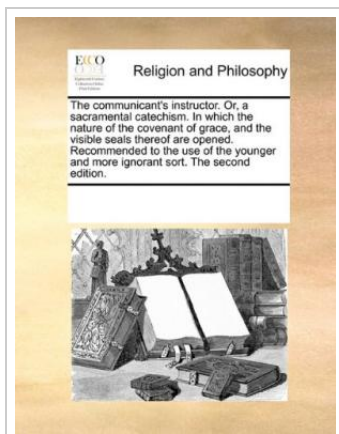 ECCO
Religion and Philosophy
The communicant's instructor. Or, a
sacramental catechism. In which the
nature of the covenant of grace, and the
visible seals thereof are opened.
Recommended to the use of the younger
and more ignorant sort. The second
edition.